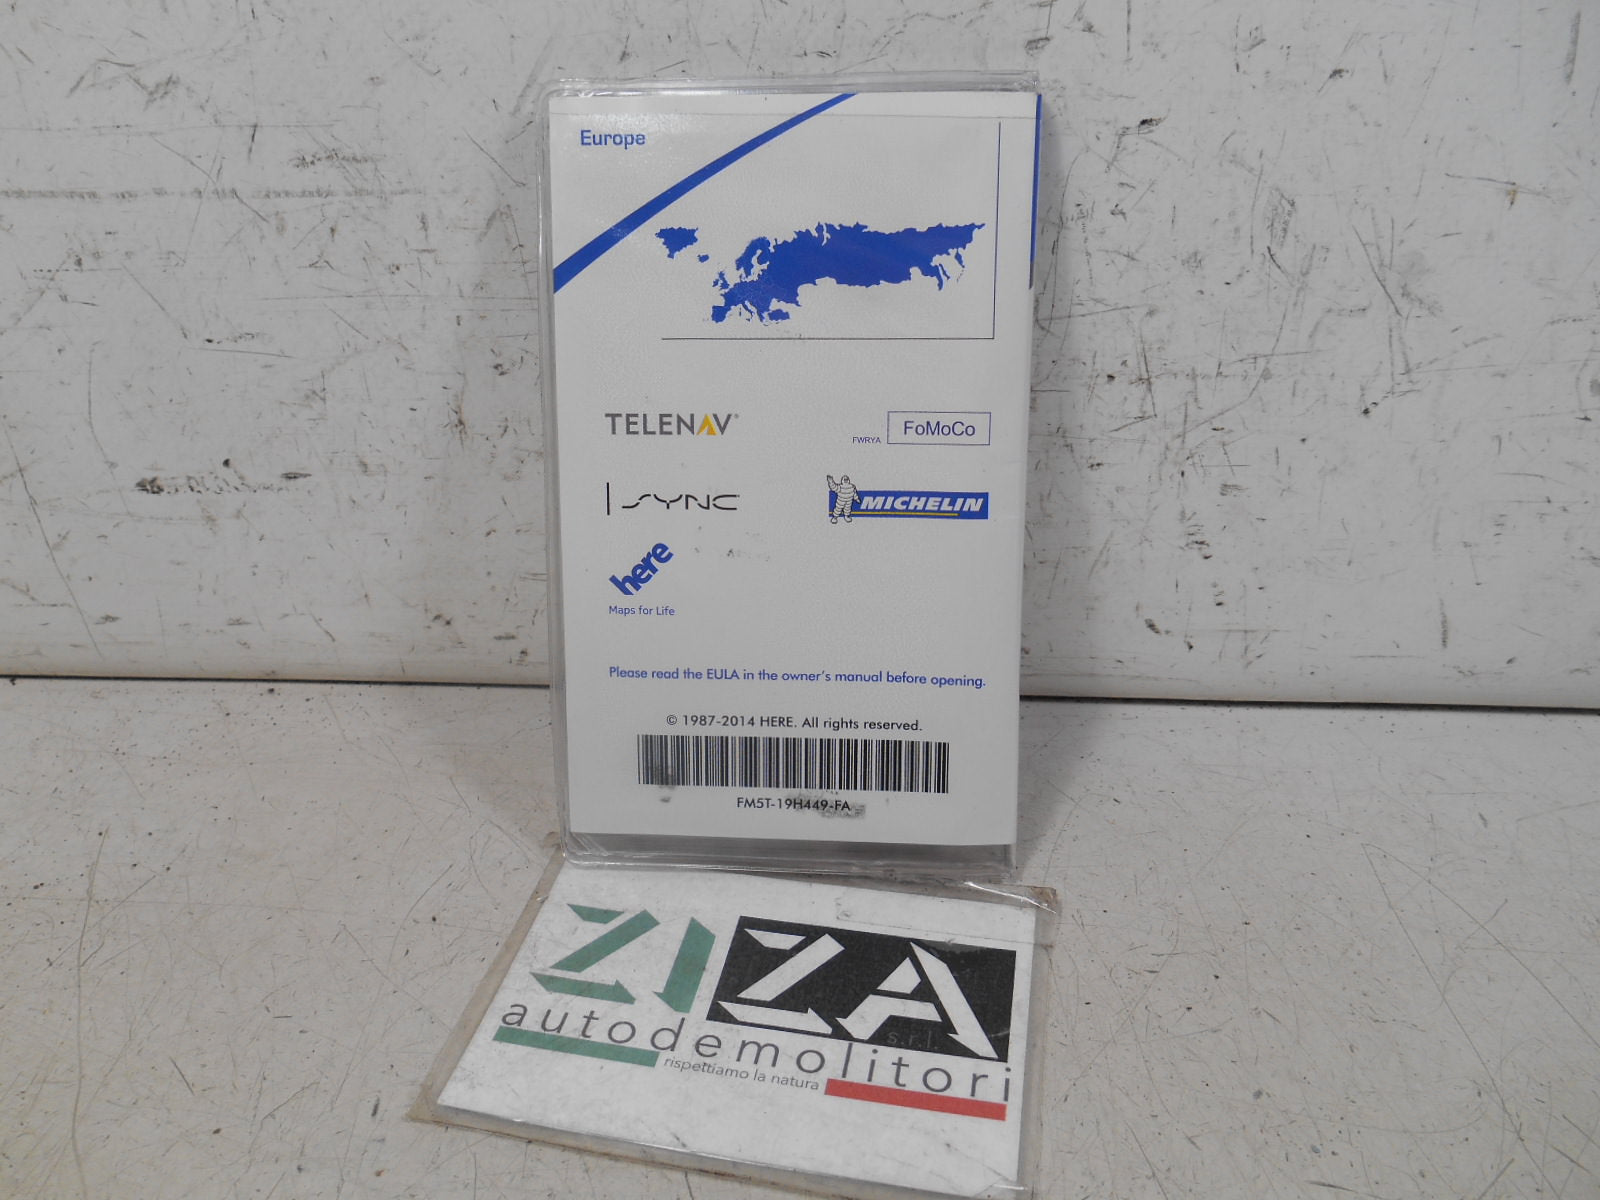 Europe
TELENAV®
FWRYA FoMoCo
SYNC
MICHELIN
here
Maps for Life
Please read the EULA in the owner's manual before opening.
© 1987-2014 HERE. All rights reserved.
FM5T-19H449-FA
ZIZA
s.r.l.
autodemolitori
rispettiamo la natura